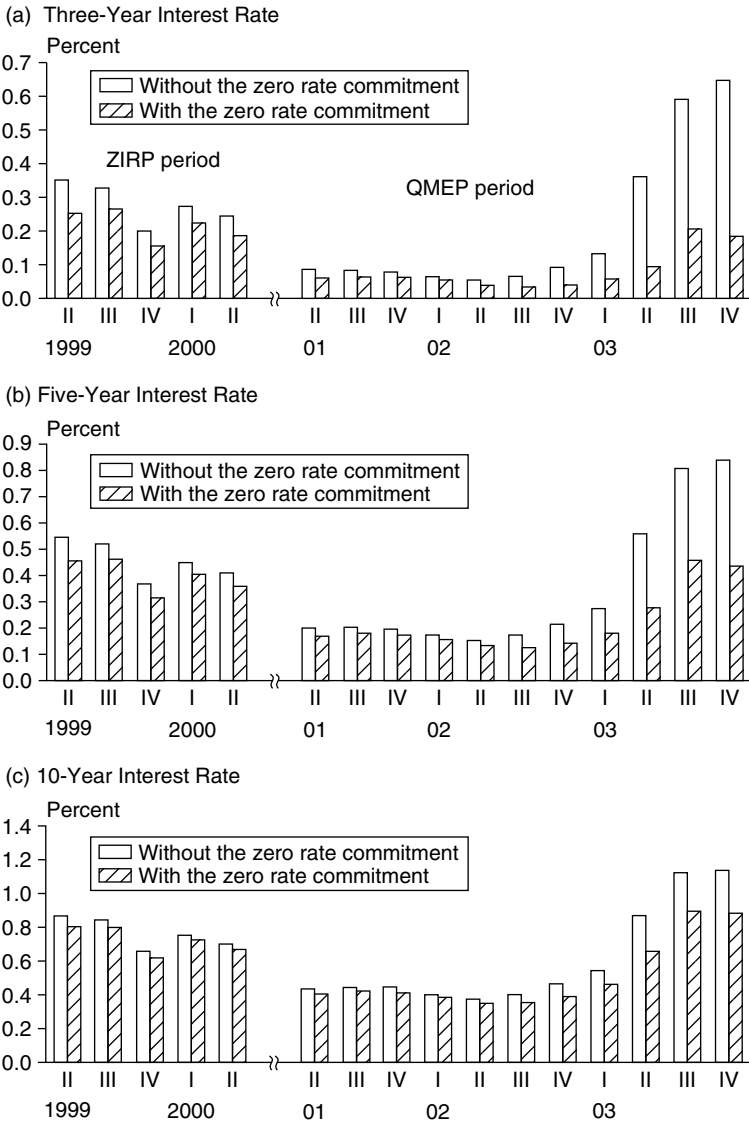 (a) Three-Year Interest Rate
Percent
0.7
0.6
0.5
0.4
0.3
0.2
0.1
0.0
Without the zero rate commitment
With the zero rate commitment
ZIRP period
QMEP period
II III IV I II II III IV I II III IV I II III IV
1999 2000 01 02 03
(b) Five-Year Interest Rate
Percent
0.9
0.8
0.7
0.6
0.5
0.4
0.3
0.2
0.1
0.0
Without the zero rate commitment
With the zero rate commitment
II III IV I II II III IV I II III IV I II III IV
1999 2000 01 02 03
(c) 10-Year Interest Rate
Percent
1.4
1.2
1.0
0.8
0.6
0.4
0.2
0.0
Without the zero rate commitment
With the zero rate commitment
II III IV I II II III IV I II III IV I II III IV
1999 2000 01 02 03